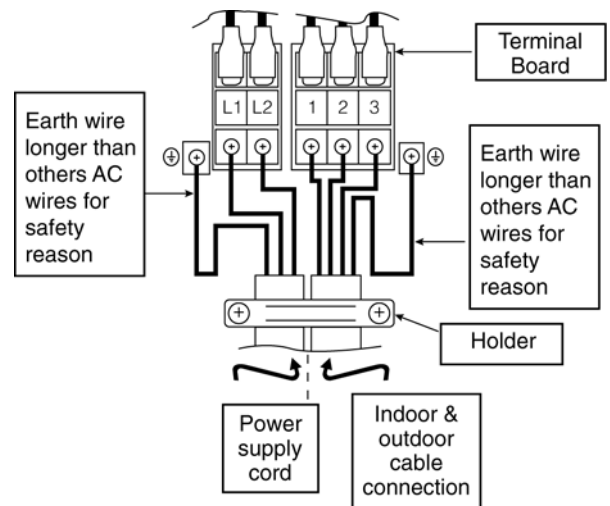 Terminal
Board
L1 L2 1 2 3
Earth wire
longer than
others AC
wires for
safety
reason
Earth wire
longer than
others AC
wires for
safety
reason
Holder
Power
supply
cord
Indoor &
outdoor
cable
connection